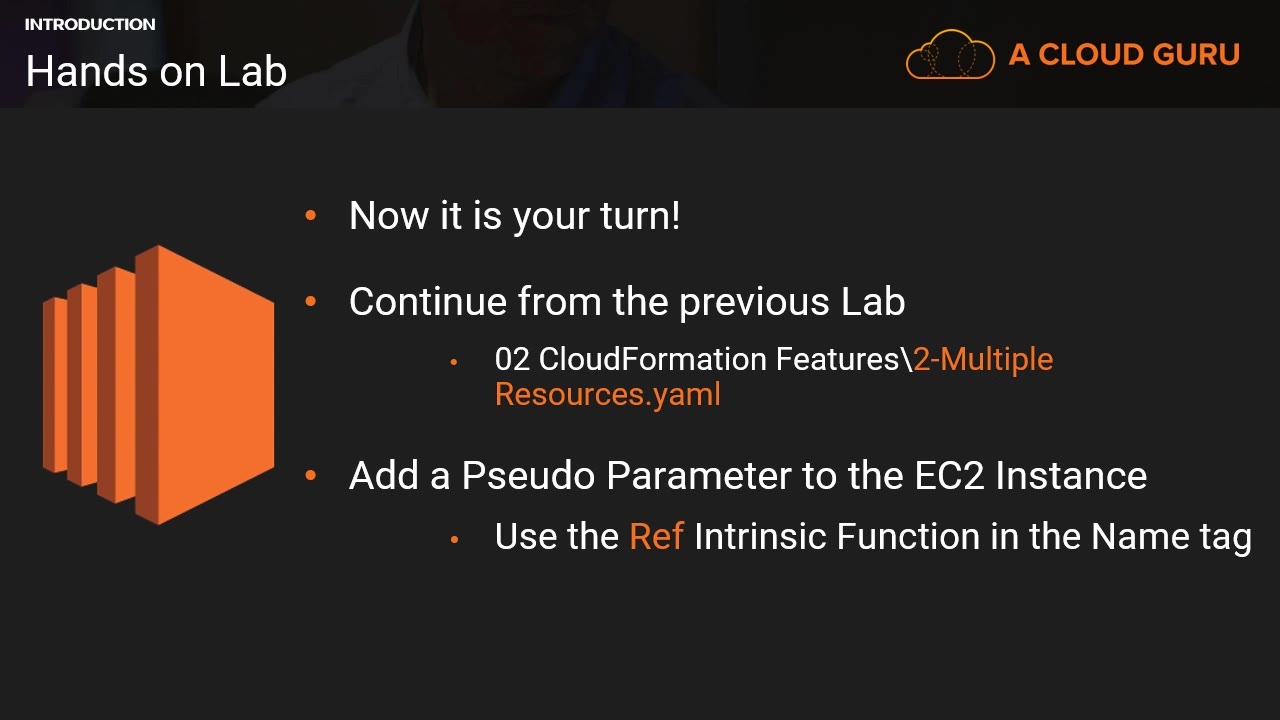 INTRODUCTION
Hands on Lab
A CLOUD GURU
• Now it is your turn!
• Continue from the previous Lab
• 02 CloudFormation Features\2-Multiple
Resources.yaml
• Add a Pseudo Parameter to the EC2 Instance
• Use the Ref Intrinsic Function in the Name tag